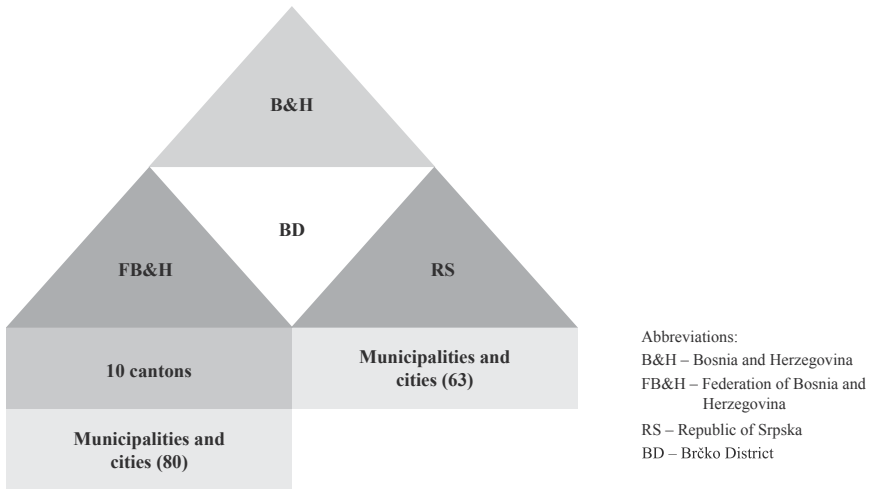 B&H
BD
FB&H
RS
10 cantons
Municipalities and
cities (63)
Municipalities and
cities (80)
Abbreviations:
B&H – Bosnia and Herzegovina
FB&H – Federation of Bosnia and
Herzegovina
RS – Republic of Srpska
BD – Brčko District